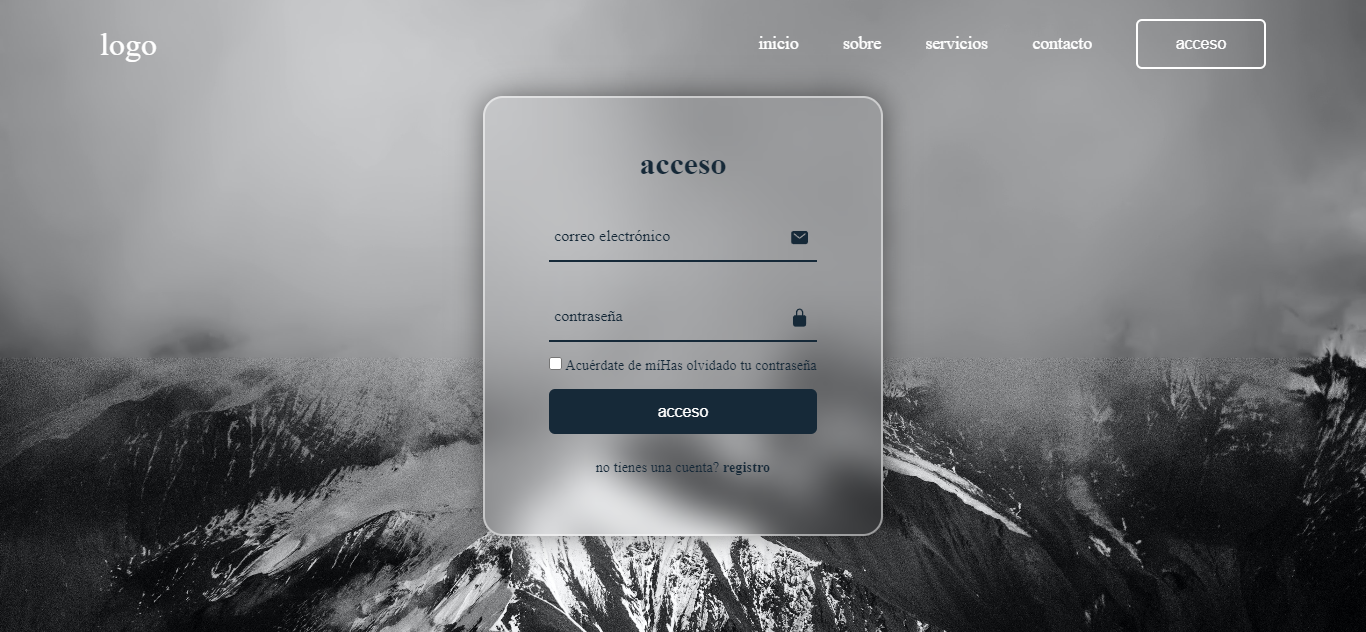 logo
inicio sobre servicios contacto acceso
acceso
correo electrónico
contraseña
Acuérdate de míHas olvidado tu contraseña
acceso
no tienes una cuenta? registro